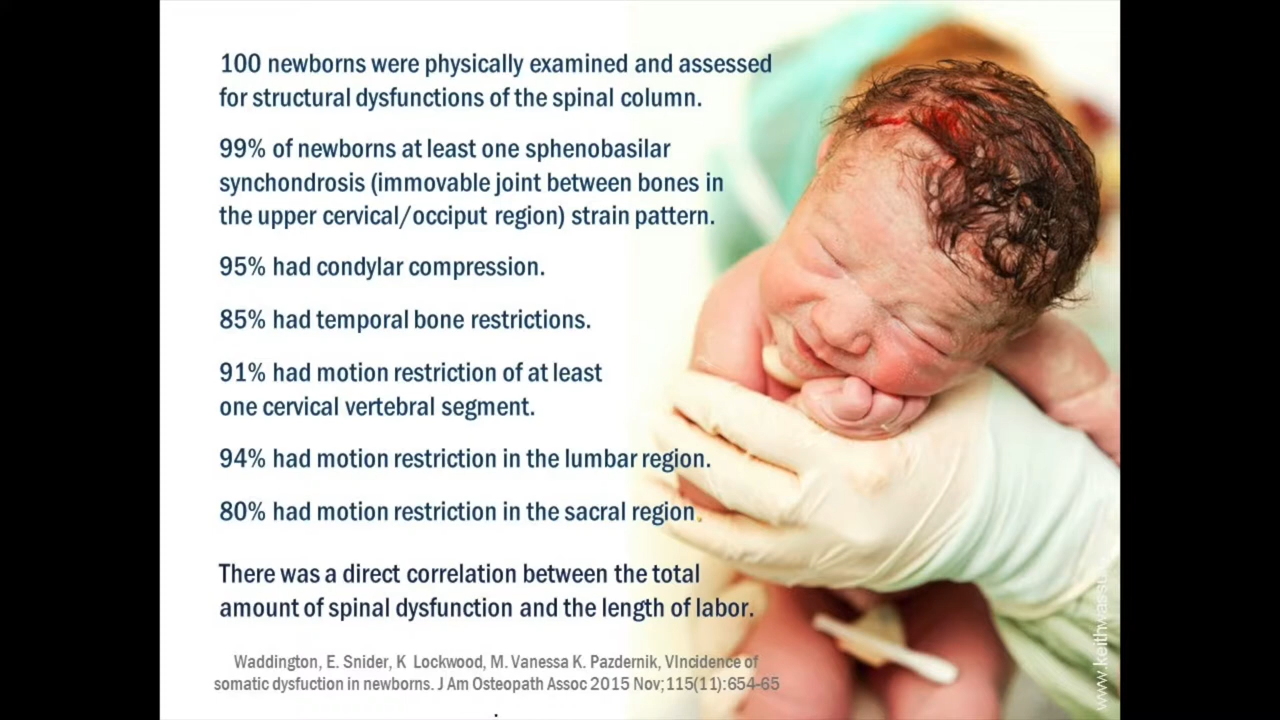 100 newborns were physically examined and assessed
for structural dysfunctions of the spinal column.
99% of newborns at least one sphenobasilar
synchondrosis (immovable joint between bones in
the upper cervical/occiput region) strain pattern.
95% had condylar compression.
85% had temporal bone restrictions.
91% had motion restriction of at least
one cervical vertebral segment.
94% had motion restriction in the lumbar region.
80% had motion restriction in the sacral region.
There was a direct correlation between the total
amount of spinal dysfunction and the length of labor.
Waddington, E. Snider, K Lockwood, M. Vanessa K. Pazdernik, VIncidence of
somatic dysfuction in newborns. J Am Osteopath Assoc 2015 Nov;115(11):654-65